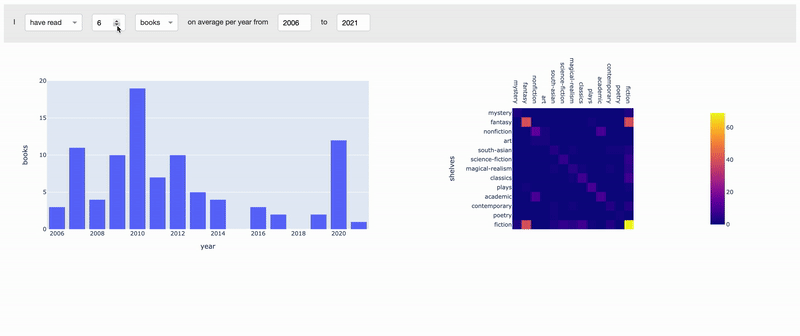 I have read 6 books on average per year from 2006 to 2021
20
15
10
5
0
books
2006 2008 2010 2012 2014 2016 2018 2020
year
mystery fantasy nonfiction art south-asian science-fiction magical-realism classics plays academic contemporary poetry fiction
mystery
fantasy
nonfiction
art
south-asian
science-fiction
magical-realism
classics
plays
academic
contemporary
poetry
fiction
shelves
60
40
20
0